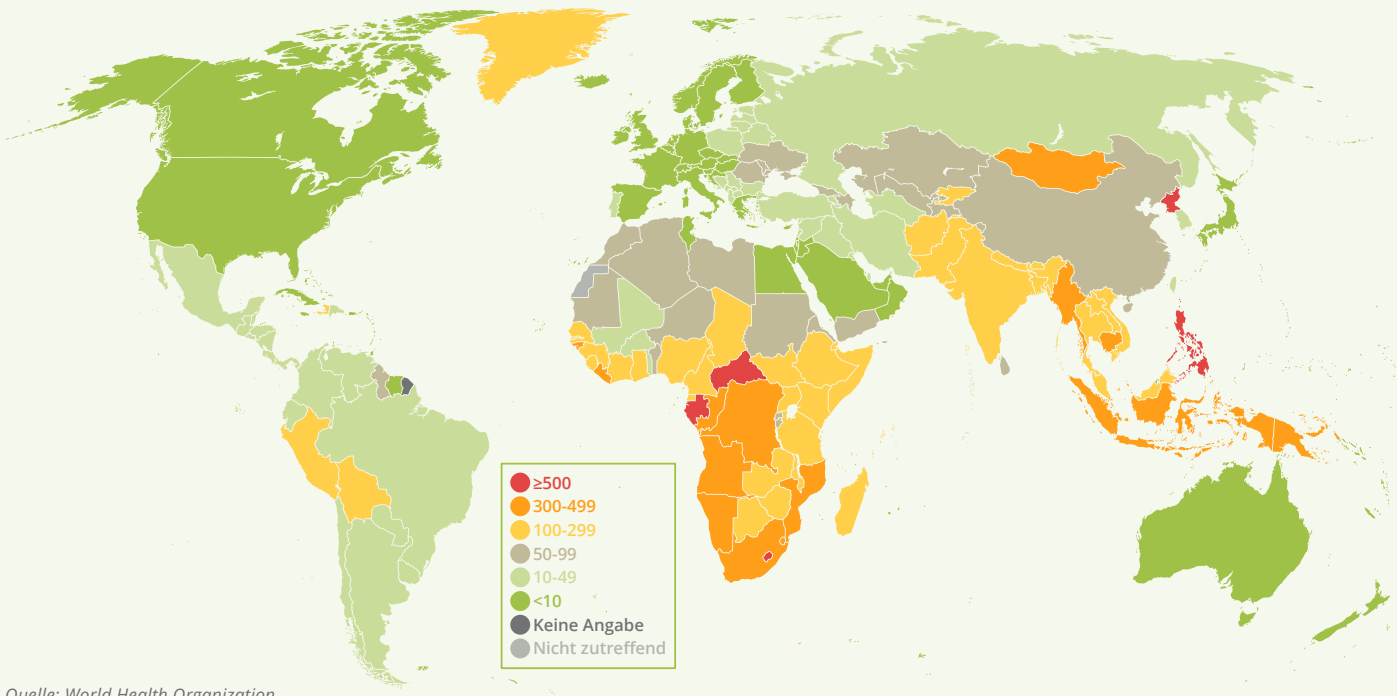 ≥500
300-499
100-299
50-99
10-49
<10
Keine Angabe
Nicht zutreffend
Quelle: World Health Organization